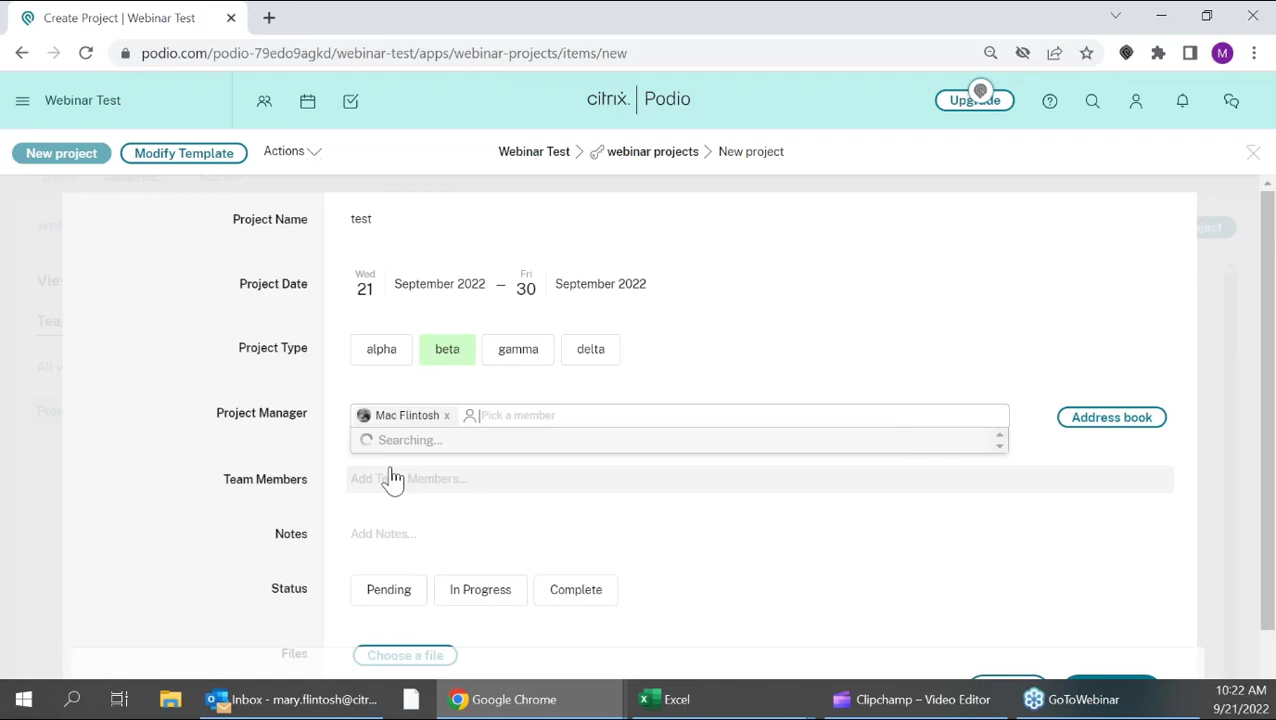 Create Project | Webinar Test
podio.com/podio-79edo9agkd/webinar-test/apps/webinar-projects/items/new
M
Webinar Test
citrix. | Podio
Upgrade
New project
Modify Template
Actions
Webinar Test > webinar projects > New project
Project Name
test
Project Date
Wed
21
September 2022
–
Fri
30
September 2022
Project Type
alpha
beta
gamma
delta
Project Manager
Mac Flintosh x
Pick a member
Address book
Searching...
Team Members
Add Team Members...
Notes
Add Notes...
Status
Pending
In Progress
Complete
Files
Choose a file
Inbox - mary.flintosh@citr...
Google Chrome
Excel
Clipchamp – Video Editor
GoToWebinar
10:22 AM
9/21/2022